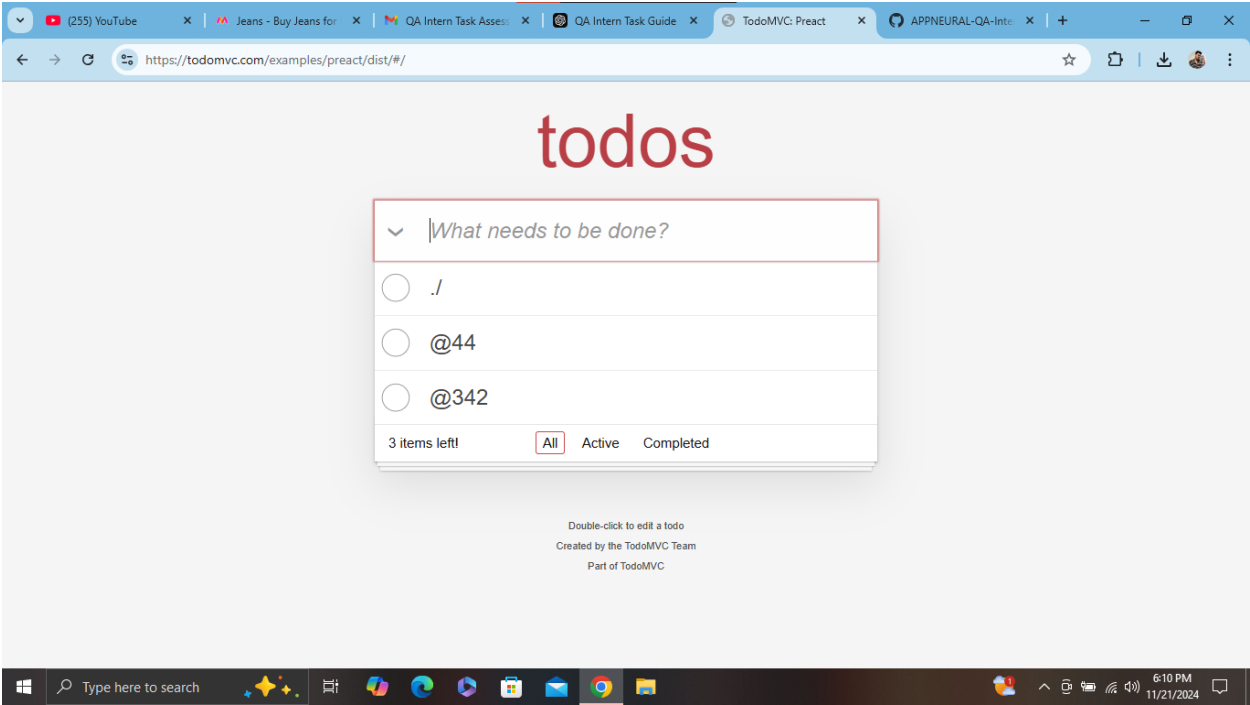 (255) YouTube
Jeans - Buy Jeans for
QA Intern Task Assess
QA Intern Task Guide
TodoMVC: Preact
APPNEURAL-QA-Inte
https://todomvc.com/examples/preact/dist/#/
todos
What needs to be done?
./
@44
@342
3 items left! All Active Completed
Double-click to edit a todo
Created by the TodoMVC Team
Part of TodoMVC
Type here to search
1
6:10 PM
11/21/2024